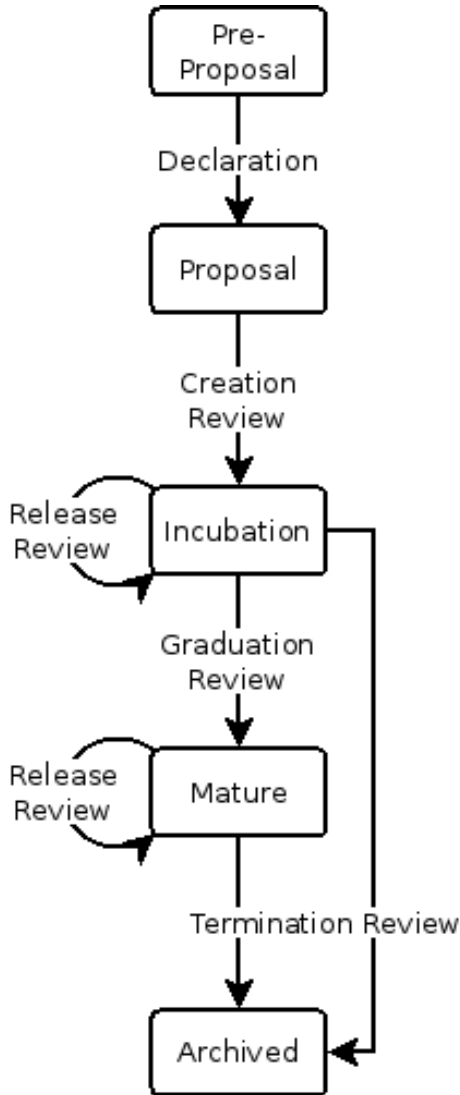 Pre-
Proposal
Declaration
Proposal
Creation
Review
Release
Review
Incubation
Graduation
Review
Release
Review
Mature
Termination Review
Archived